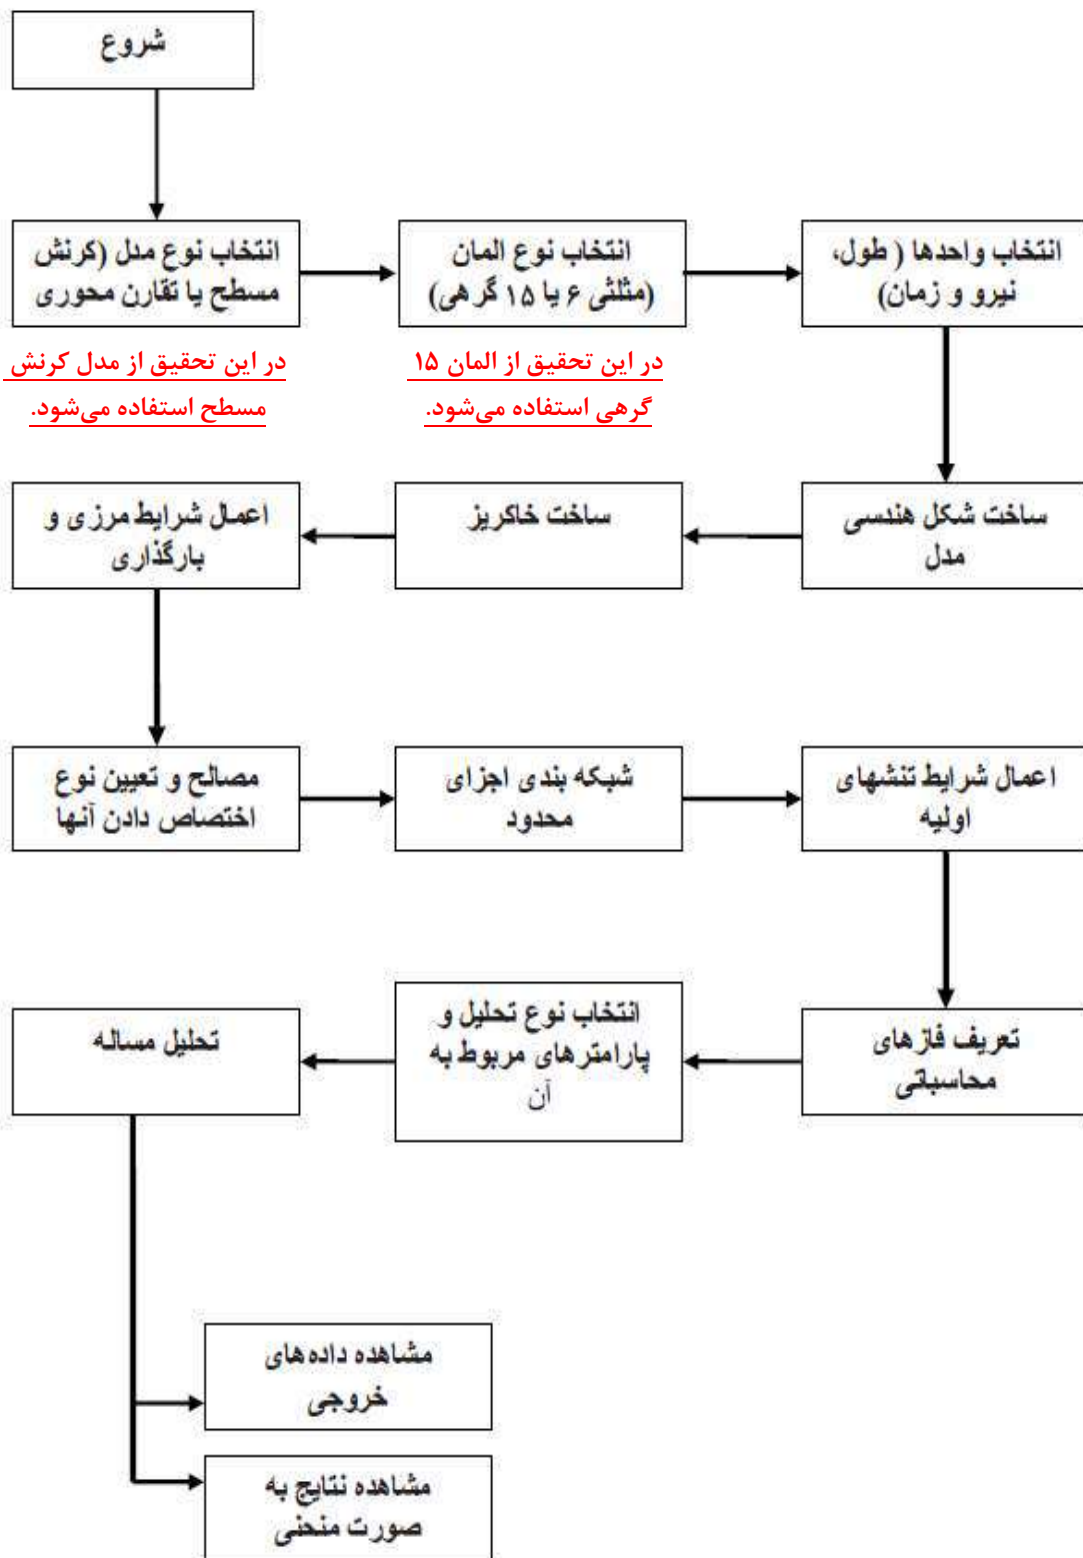 شروع
انتخاب نوع مدل (کرنش
مسطح یا تقارن محوری
انتخاب نوع المان
(مثلثی ۶ یا ۱۵ گرهی)
انتخاب واحدها ( طول،
نیرو و زمان)
در این تحقیق از مدل کرنش
مسطح استفاده می‌شود.
در این تحقیق از المان ۱۵
گرهی استفاده می‌شود.
ساخت شکل هندسی
مدل
ساخت خاکریز
اعمال شرایط مرزی و
بارگذاری
مصالح و تعیین نوع
اختصاص دادن آنها
شبکه بندی اجزای
محدود
اعمال شرایط تنشهای
اولیه
تعریف فازهای
محاسباتی
انتخاب نوع تحلیل و
پارامترهای مربوط به
آن
تحلیل مساله
مشاهده داده‌های
خروجی
مشاهده نتایج به
صورت منحنی